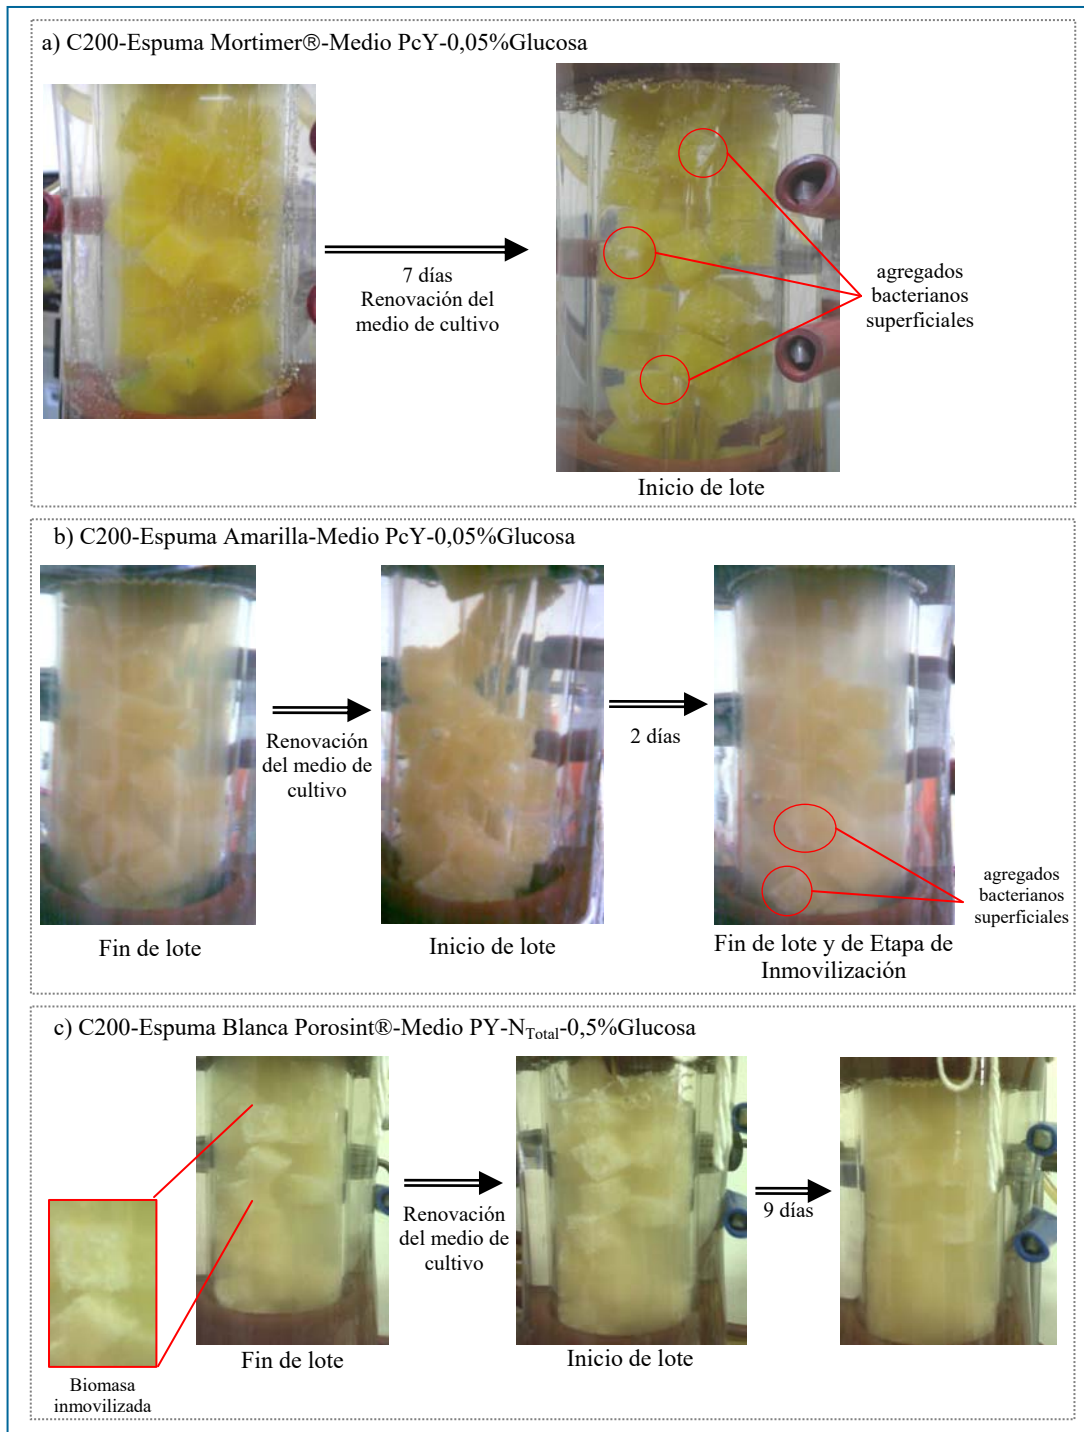 a) C200-Espuma Mortimer®-Medio PcY-0,05%Glucosa
7 días
Renovación del
medio de cultivo
agregados
bacterianos
superficiales
Inicio de lote
b) C200-Espuma Amarilla-Medio PcY-0,05%Glucosa
Renovación
del medio de
cultivo
2 días
agregados
bacterianos
superficiales
Fin de lote
Inicio de lote
Fin de lote y de Etapa de
Inmovilización
c) C200-Espuma Blanca Porosint®-Medio PY-NTotal-0,5%Glucosa
Renovación
del medio de
cultivo
9 días
Fin de lote
Inicio de lote
Biomasa
inmovilizada